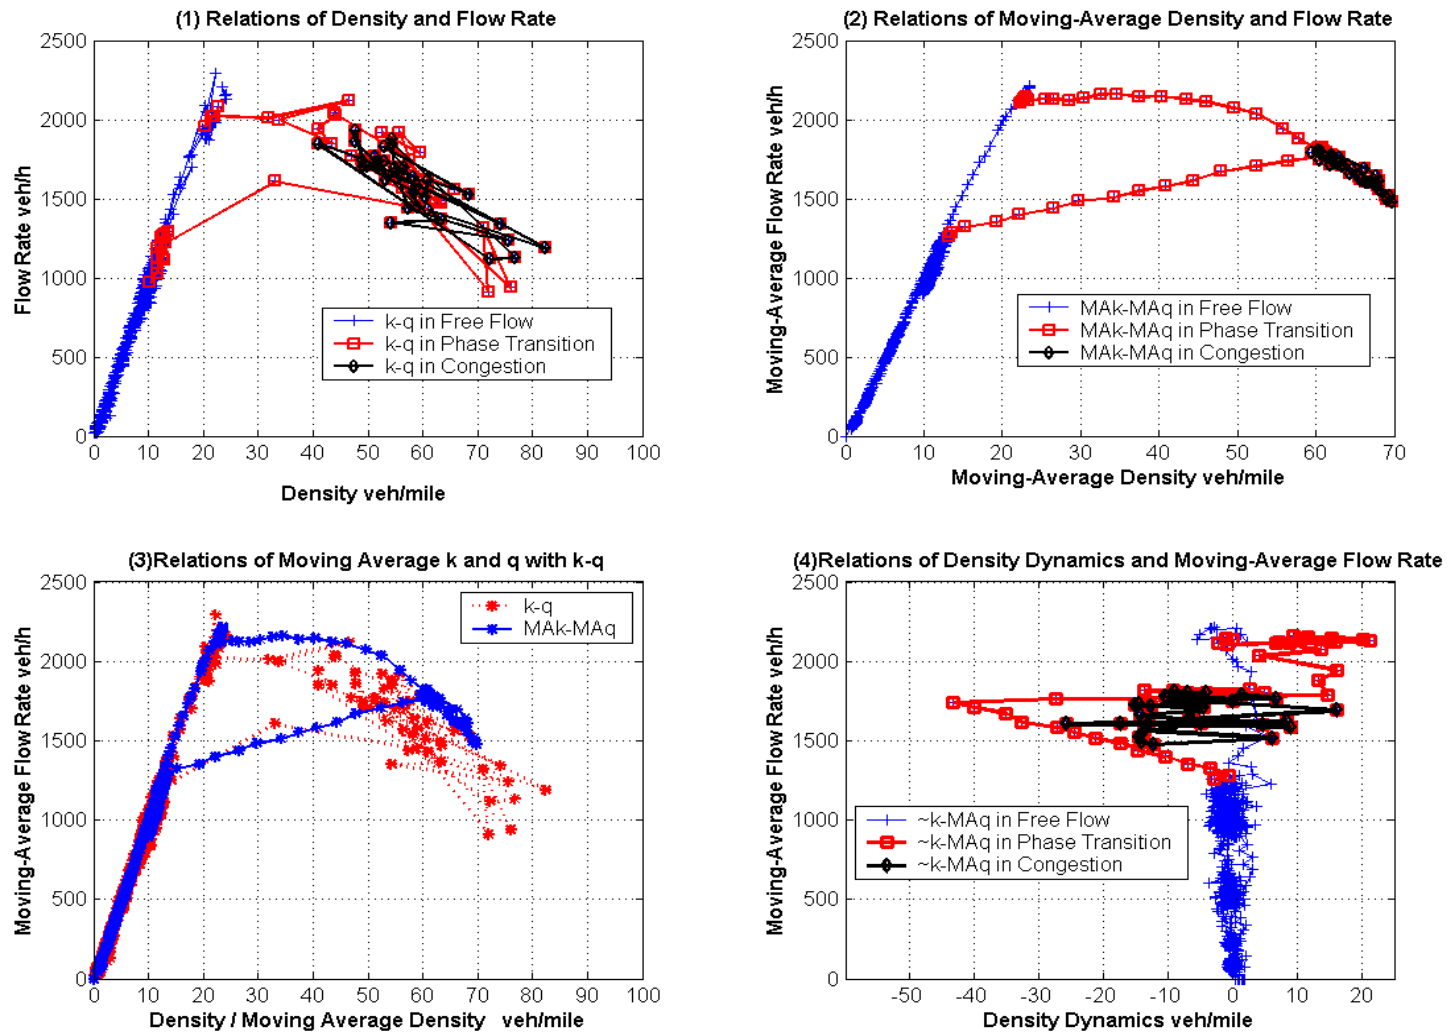 (1) Relations of Density and Flow Rate
Flow Rate veh/h
2500
2000
1500
1000
500
0
k-q in Free Flow
k-q in Phase Transition
k-q in Congestion
0 10 20 30 40 50 60 70 80 90 100
Density veh/mile
(2) Relations of Moving-Average Density and Flow Rate
Moving-Average Flow Rate veh/h
2500
2000
1500
1000
500
0
MAk-MAq in Free Flow
MAk-MAq in Phase Transition
MAk-MAq in Congestion
0 10 20 30 40 50 60 70
Moving-Average Density veh/mile
(3)Relations of Moving Average k and q with k-q
Moving-Average Flow Rate veh/h
2500
2000
1500
1000
500
0
k-q
MAk-MAq
0 10 20 30 40 50 60 70 80 90 100
Density / Moving Average Density veh/mile
(4)Relations of Density Dynamics and Moving-Average Flow Rate
Moving-Average Flow Rate veh/h
2500
2000
1500
1000
500
0
~k-MAq in Free Flow
~k-MAq in Phase Transition
~k-MAq in Congestion
-50 -40 -30 -20 -10 0 10 20
Density Dynamics veh/mile